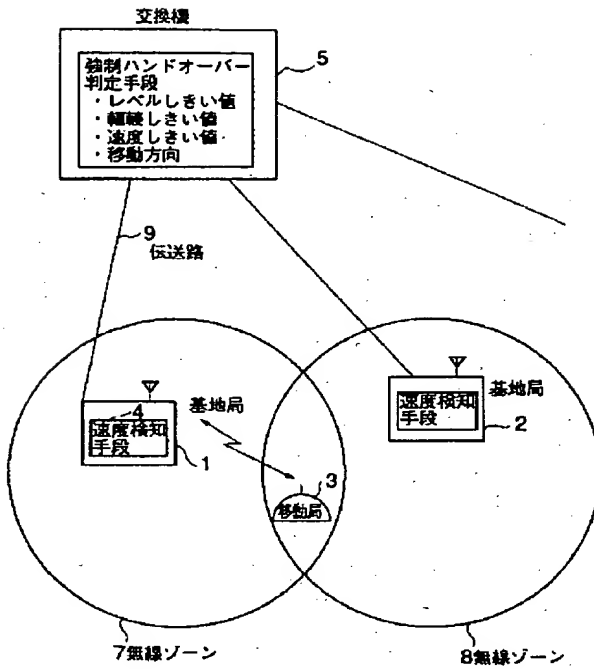 交換機
5
強制ハンドオーバー
判定手段
・レベルしきい値
・輻輳しきい値
・速度しきい値
・移動方向
9
伝送路
基地局
4
速度検知
手段
1
基地局
速度検知
手段
2
3
移動局
7無線ゾーン
8無線ゾーン